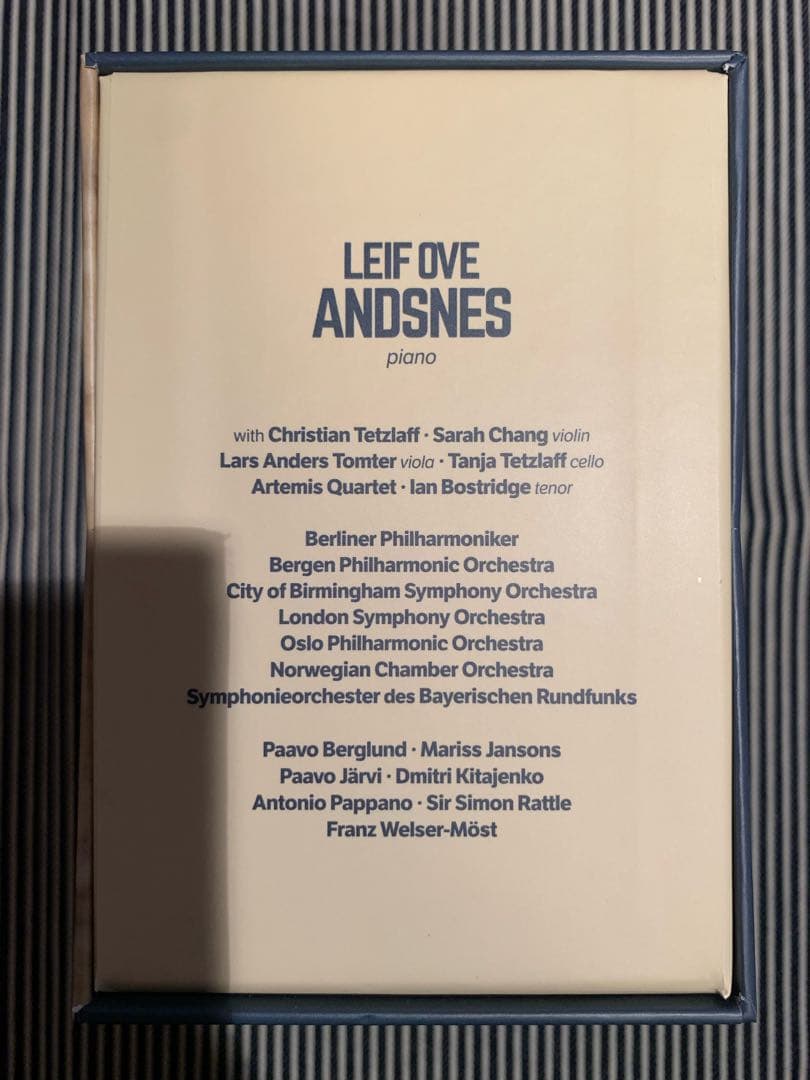 LEIF OVE
ANDSNES
piano
with Christian Tetzlaff · Sarah Chang violin
Lars Anders Tomter viola · Tanja Tetzlaff cello
Artemis Quartet · Ian Bostridge tenor
Berliner Philharmoniker
Bergen Philharmonic Orchestra
City of Birmingham Symphony Orchestra
London Symphony Orchestra
Oslo Philharmonic Orchestra
Norwegian Chamber Orchestra
Symphonieorchester des Bayerischen Rundfunks
Paavo Berglund · Mariss Jansons
Paavo Järvi · Dmitri Kitajenko
Antonio Pappano · Sir Simon Rattle
Franz Welser-Möst